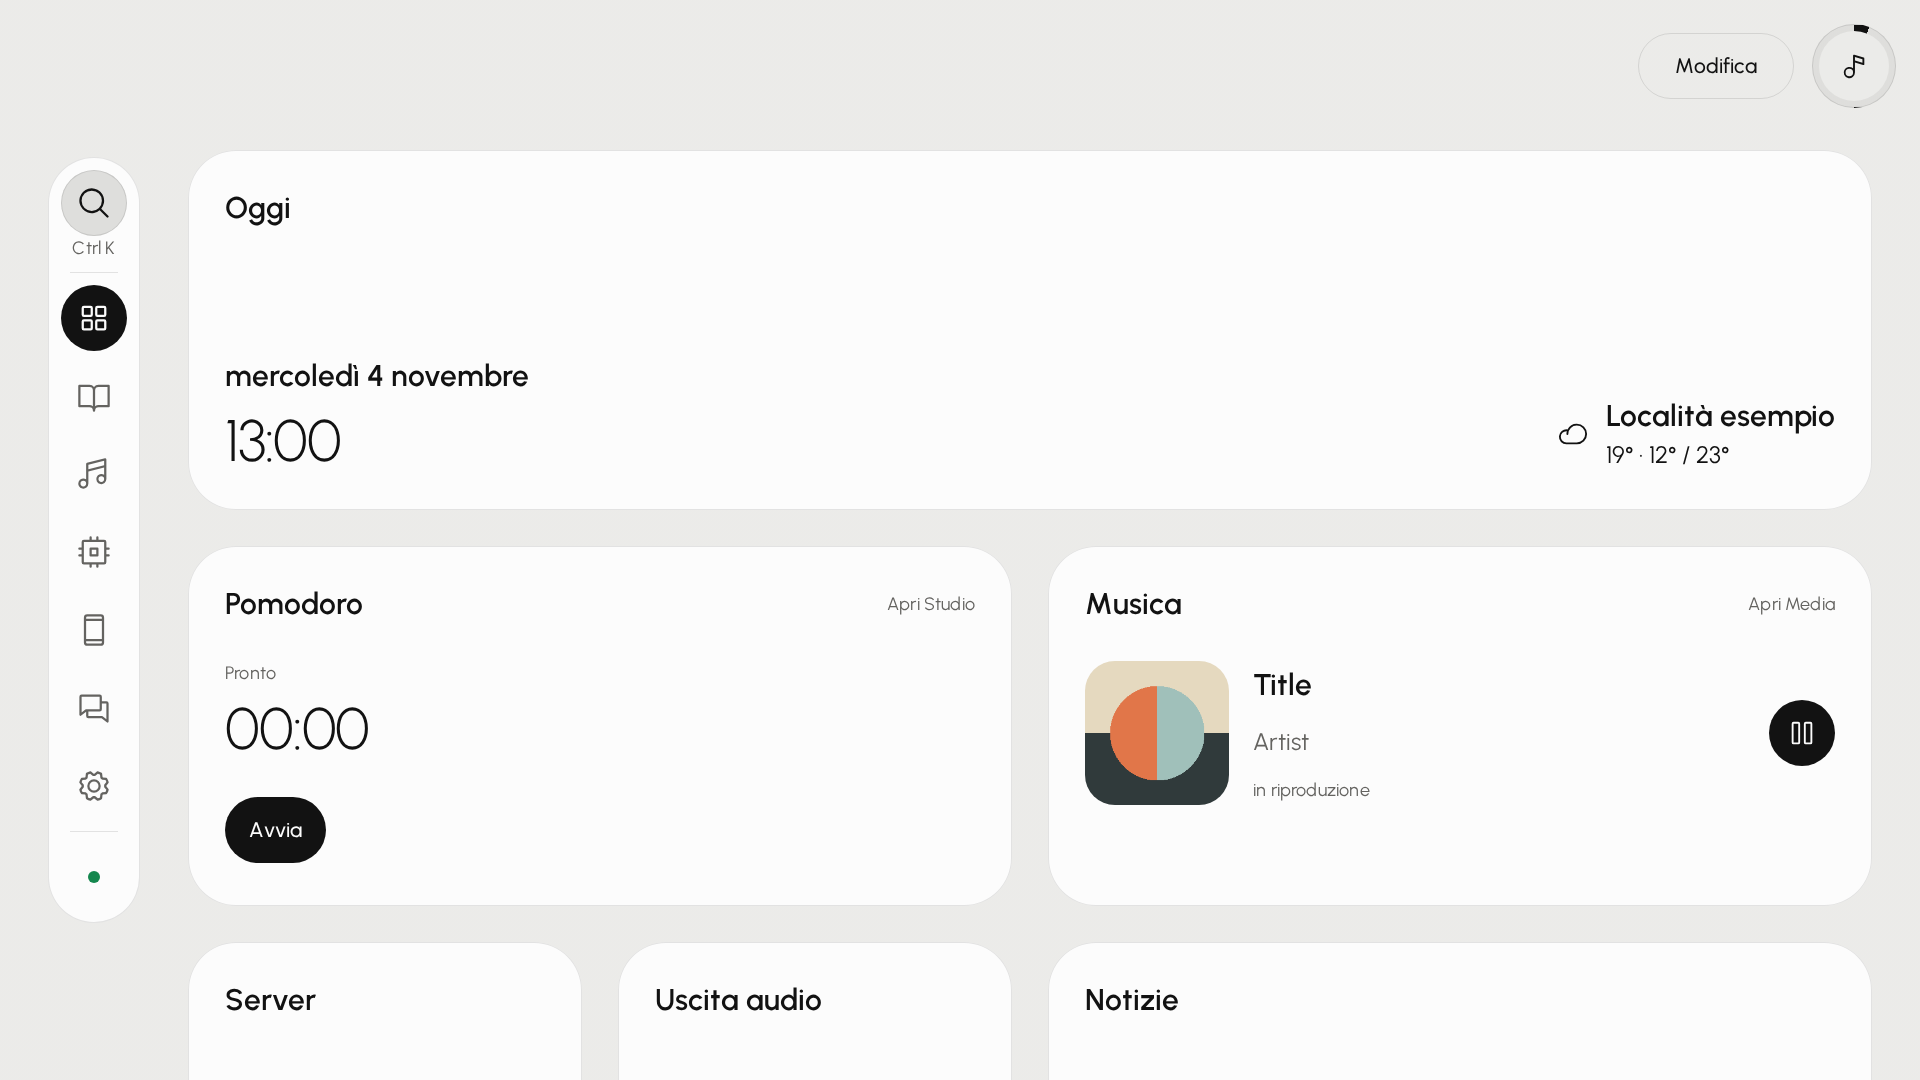 Modifica
Ctrl K
Oggi
mercoledì 4 novembre
13:00
Località esempio
19° · 12° / 23°
Pomodoro
Apri Studio
Pronto
00:00
Avvia
Musica
Apri Media
Title
Artist
in riproduzione
Server
Uscita audio
Notizie